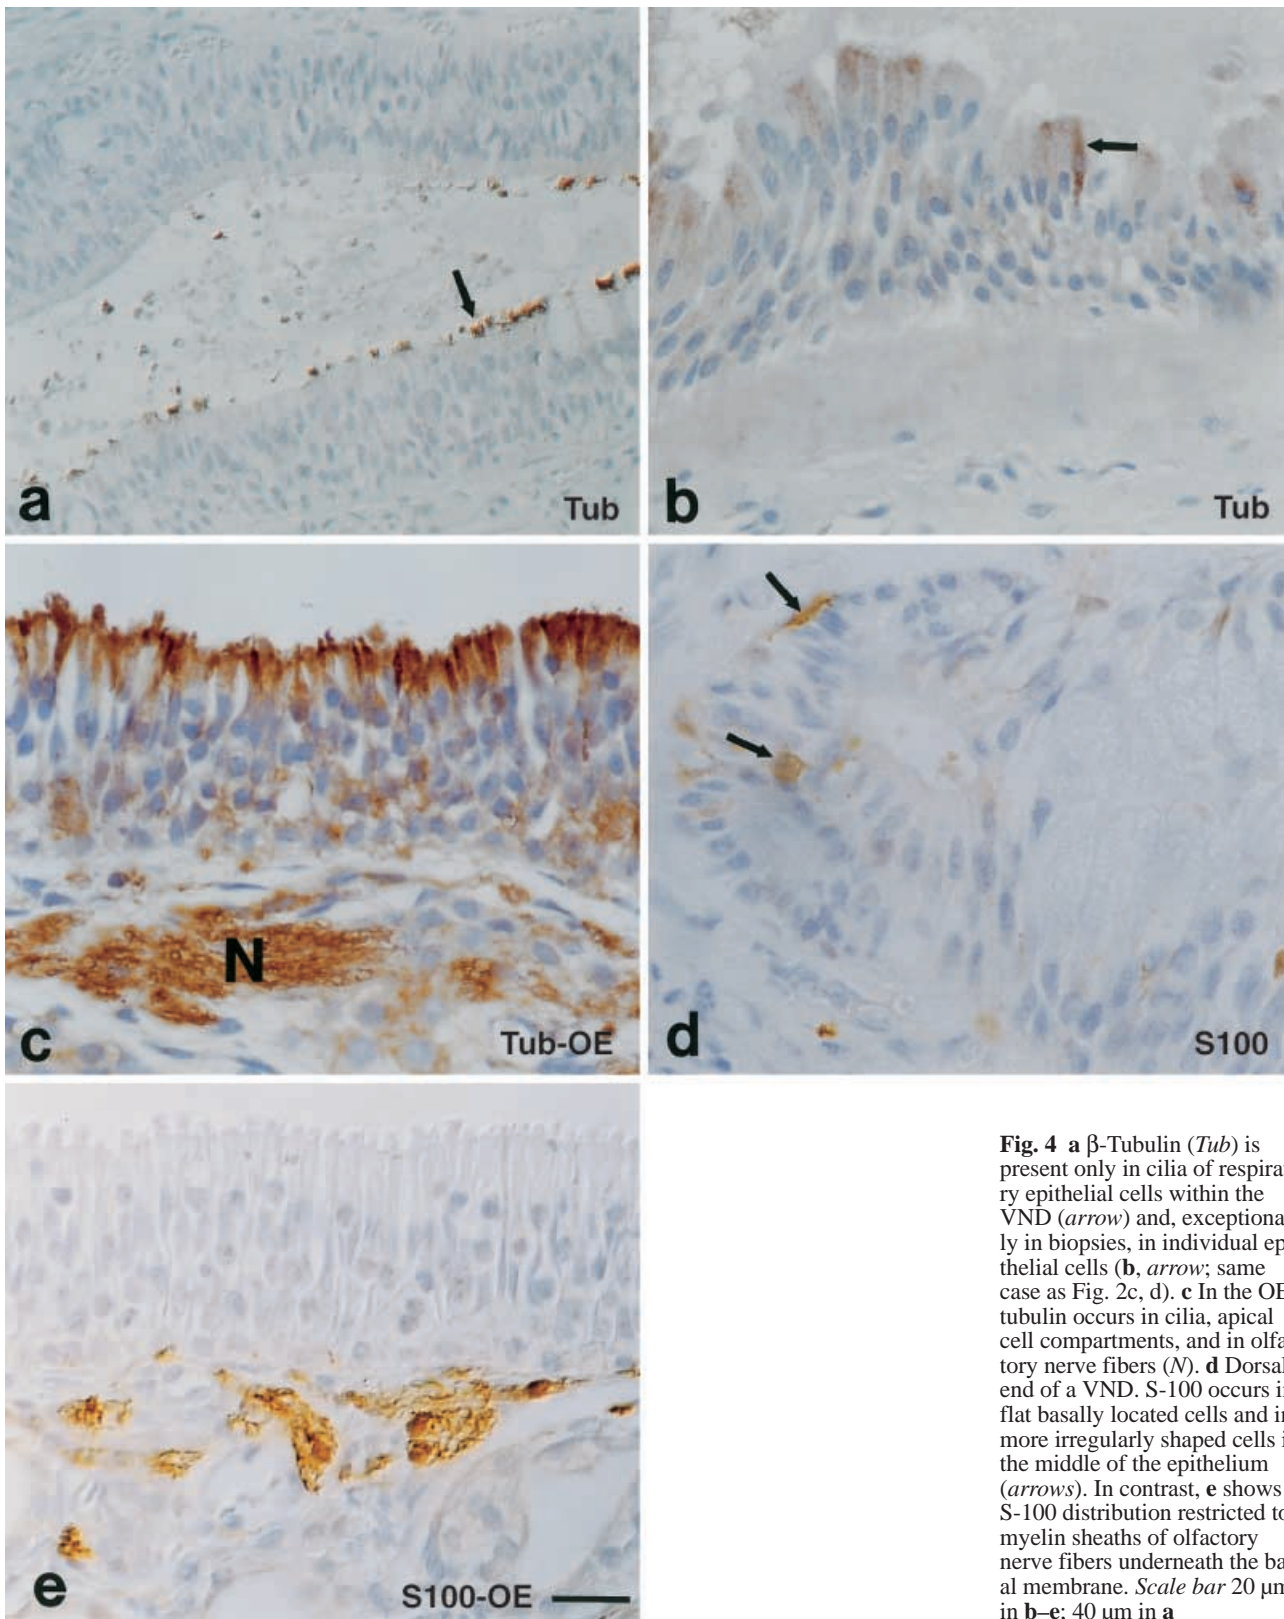 a
Tub
b
Tub
N
c
Tub-OE
d
S100
e
S100-OE
Fig. 4 a β-Tubulin (Tub) is
present only in cilia of respira
ry epithelial cells within the
VND (arrow) and, exceptiona
ly in biopsies, in individual ep
thelial cells (b, arrow; same
case as Fig. 2c, d). c In the OE
tubulin occurs in cilia, apical
cell compartments, and in olfa
tory nerve fibers (N). d Dorsal
end of a VND. S-100 occurs i
flat basally located cells and i
more irregularly shaped cells i
the middle of the epithelium
(arrows). In contrast, e shows
S-100 distribution restricted to
myelin sheaths of olfactory
nerve fibers underneath the ba
al membrane. Scale bar 20 μm
in b–e; 40 μm in a